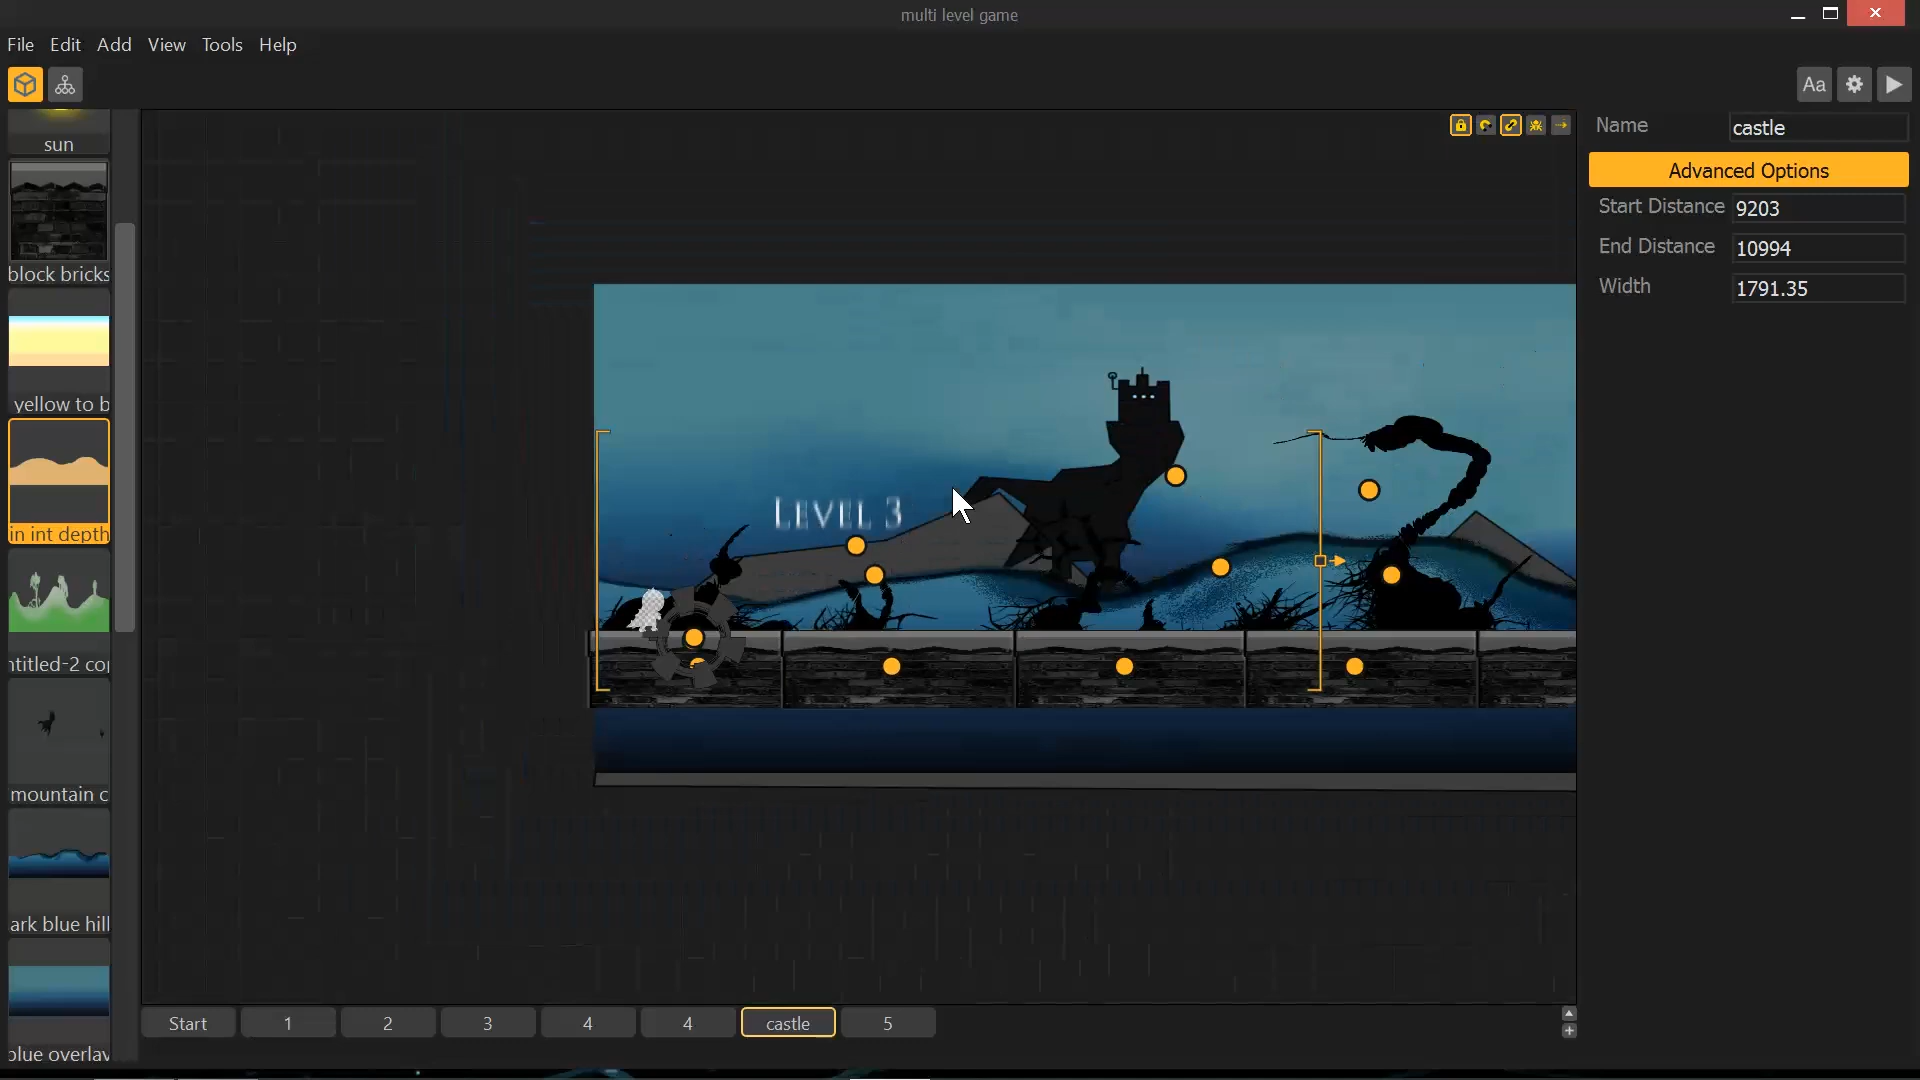 multi level game
File Edit Add View Tools Help
Aa
sun
block bricks
yellow to b
in int depth
ntitled-2 cop
mountain c
ark blue hill
blue overlay
LEVEL 3
Name castle
Advanced Options
Start Distance 9203
End Distance 10994
Width 1791.35
Start 1 2 3 4 4 castle 5